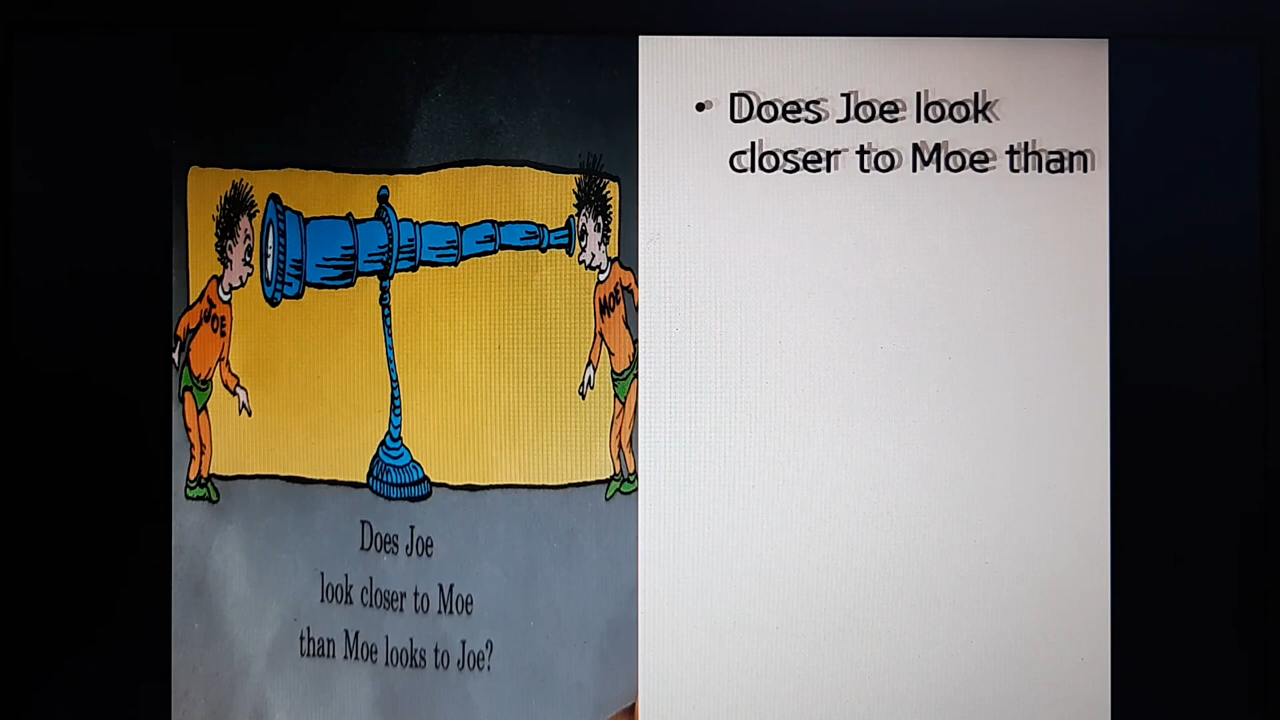 JOE
MOE
Does Joe
look closer to Moe
than Moe looks to Joe?
• Does Joe look
closer to Moe than